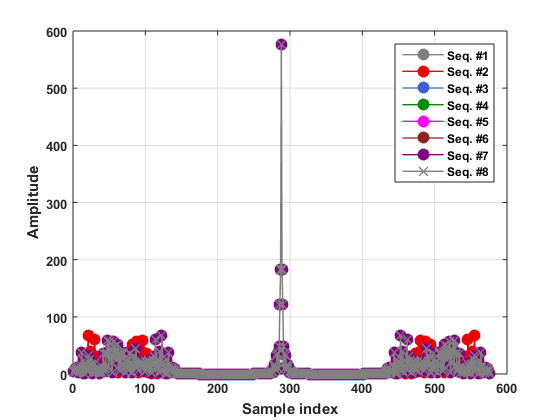 600
500
400
300
200
100
0
Amplitude
Seq. #1
Seq. #2
Seq. #3
Seq. #4
Seq. #5
Seq. #6
Seq. #7
Seq. #8
0 100 200 300 400 500 600
Sample index